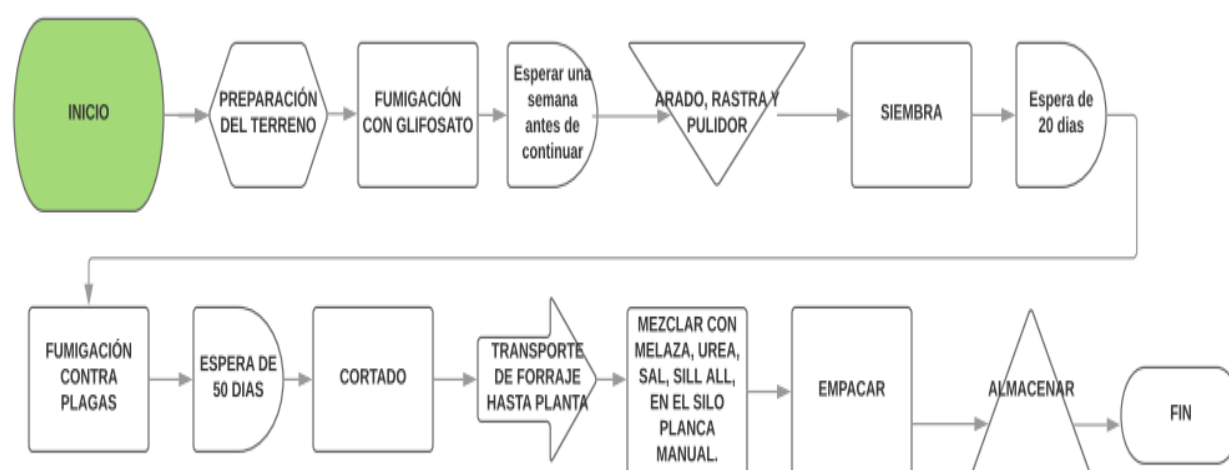 INICIO
PREPARACIÓN
DEL TERRENO
FUMIGACIÓN
CON GLIFOSATO
Esperar una
semana
antes de
continuar
ARADO, RASTRA Y
PULIDOR
SIEMBRA
Espera de
20 dias
FUMIGACIÓN
CONTRA
PLAGAS
ESPERA DE
50 DIAS
CORTADO
TRANSPORTE
DE FORRAJE
HASTA PLANTA
MEZCLAR CON
MELAZA, UREA,
SAL, SILL ALL,
EN EL SILO
PLANCA
MANUAL.
EMPACAR
ALMACENAR
FIN